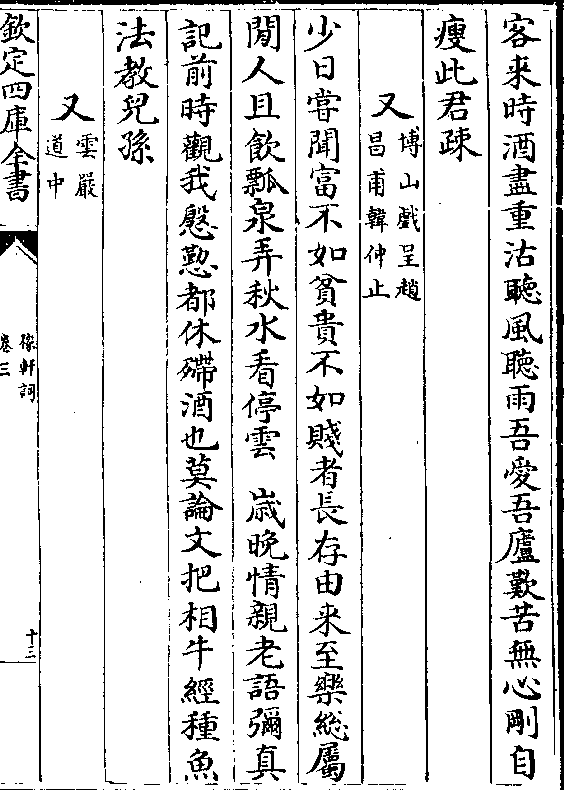 客来時酒盡重沽聽風聽雨吾愛吾廬歎苦無心剛自
瘦此君疎
又博山戲呈趙
昌甫韓仲止
少日嘗聞富不如貧貴不如賤者長存由来至樂總屬
閒人且飲瓢泉弄秋水看停雲 嵗晚情親老語彌真
記前時觀我慇懃都休殢酒也莫論文把相牛經種魚
法教兒孫
又雲巖
道中
欽定四庫全書
稼軒詞
卷三
十三